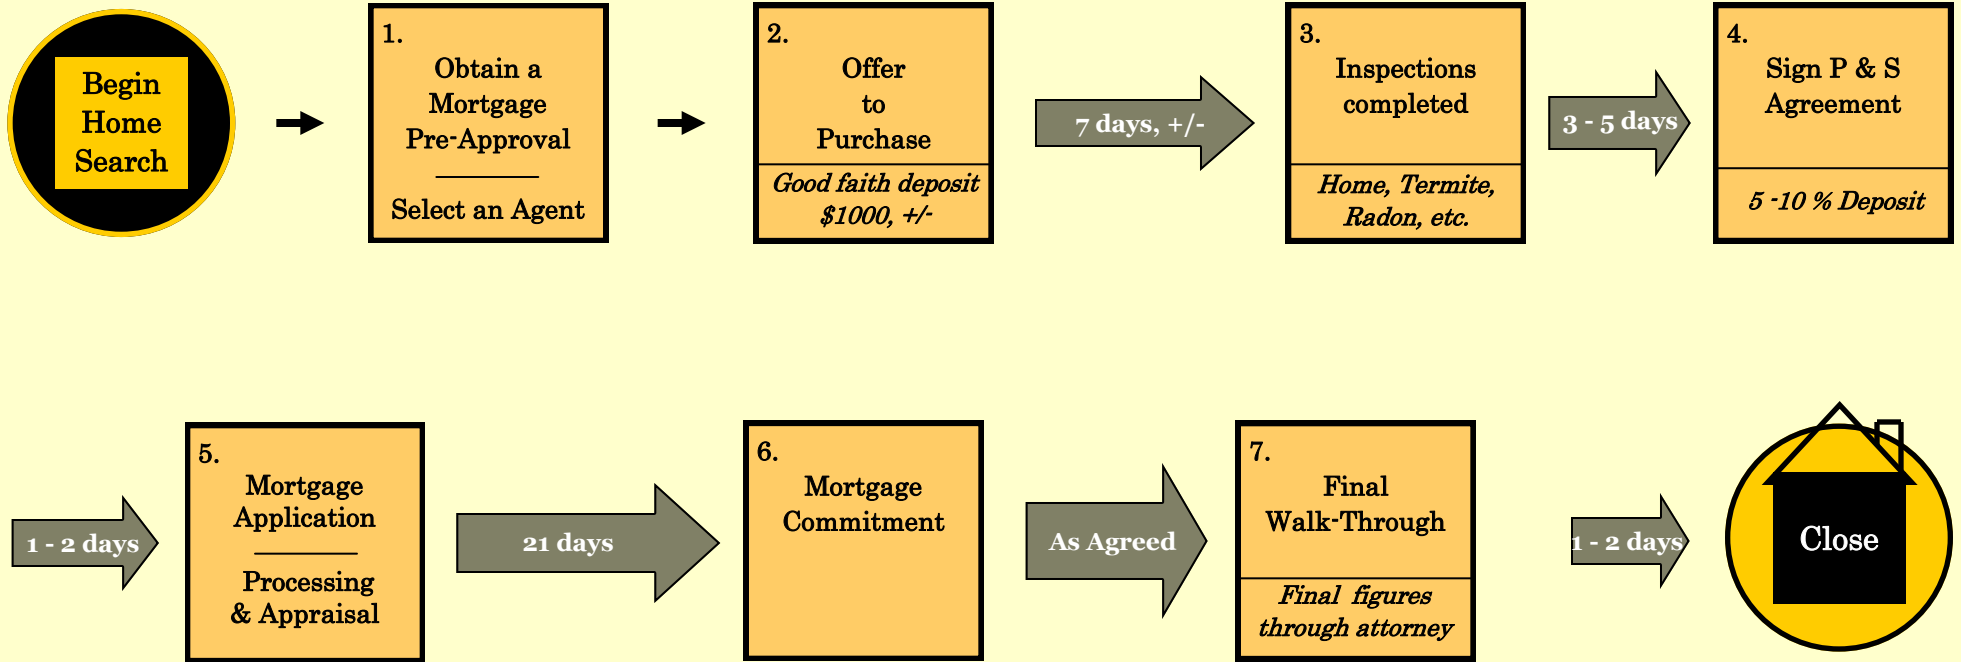 Begin
Home
Search
1.
Obtain a
Mortgage
Pre-Approval
Select an Agent
2.
Offer
to
Purchase
Good faith deposit
$1000, +/-
7 days, +/-
3.
Inspections
completed
Home, Termite,
Radon, etc.
3 - 5 days
4.
Sign P & S
Agreement
5 -10 % Deposit
1 - 2 days
5.
Mortgage
Application
Processing
& Appraisal
21 days
6.
Mortgage
Commitment
As Agreed
7.
Final
Walk-Through
Final figures
through attorney
1 - 2 days
Close